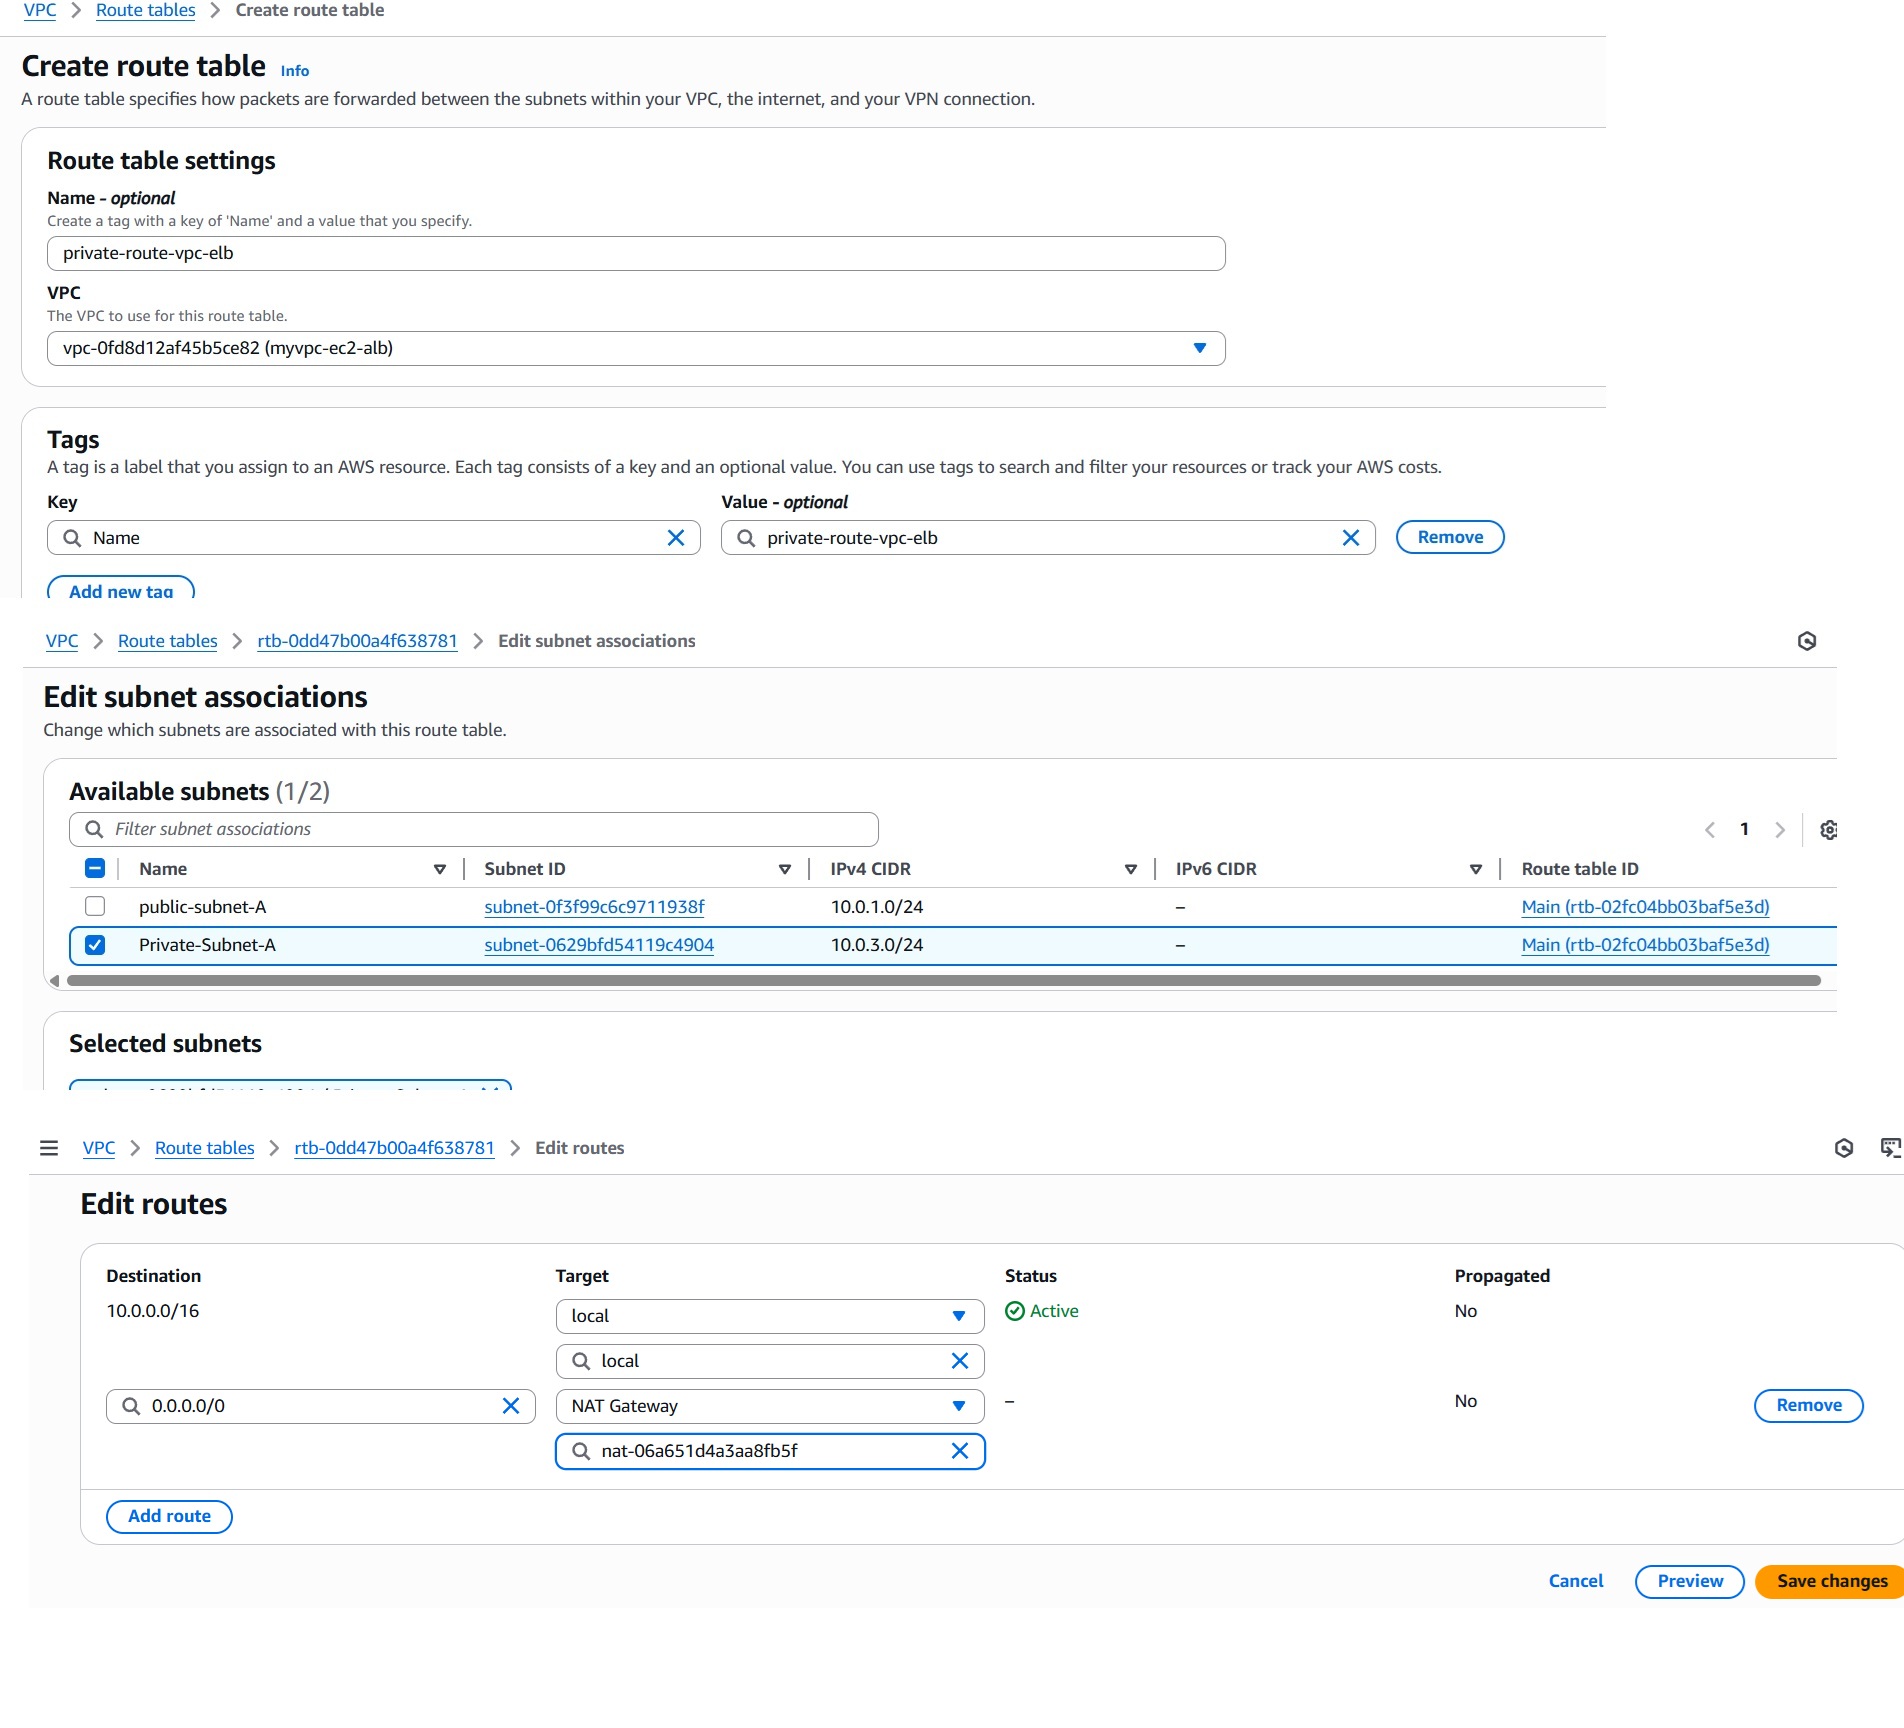 VPC > Route tables > Create route table
Create route table Info
A route table specifies how packets are forwarded between the subnets within your VPC, the internet, and your VPN connection.
Route table settings
Name - optional
Create a tag with a key of 'Name' and a value that you specify.
private-route-vpc-elb
VPC
The VPC to use for this route table.
vpc-0fd8d12af45b5ce82 (myvpc-ec2-alb)
Tags
A tag is a label that you assign to an AWS resource. Each tag consists of a key and an optional value. You can use tags to search and filter your resources or track your AWS costs.
Key Value - optional
Name private-route-vpc-elb Remove
Add new tag
VPC > Route tables > rtb-0dd47b00a4f638781 > Edit subnet associations
Edit subnet associations
Change which subnets are associated with this route table.
Available subnets (1/2)
Filter subnet associations 1
Name Subnet ID IPv4 CIDR IPv6 CIDR Route table ID
public-subnet-A subnet-0f3f99c6c9711938f 10.0.1.0/24 – Main (rtb-02fc04bb03baf5e3d)
Private-Subnet-A subnet-0629bfd54119c4904 10.0.3.0/24 – Main (rtb-02fc04bb03baf5e3d)
Selected subnets
VPC > Route tables > rtb-0dd47b00a4f638781 > Edit routes
Edit routes
Destination Target Status Propagated
10.0.0.0/16 local Active No
local
0.0.0.0/0 NAT Gateway – No Remove
nat-06a651d4a3aa8fb5f
Add route
Cancel Preview Save changes